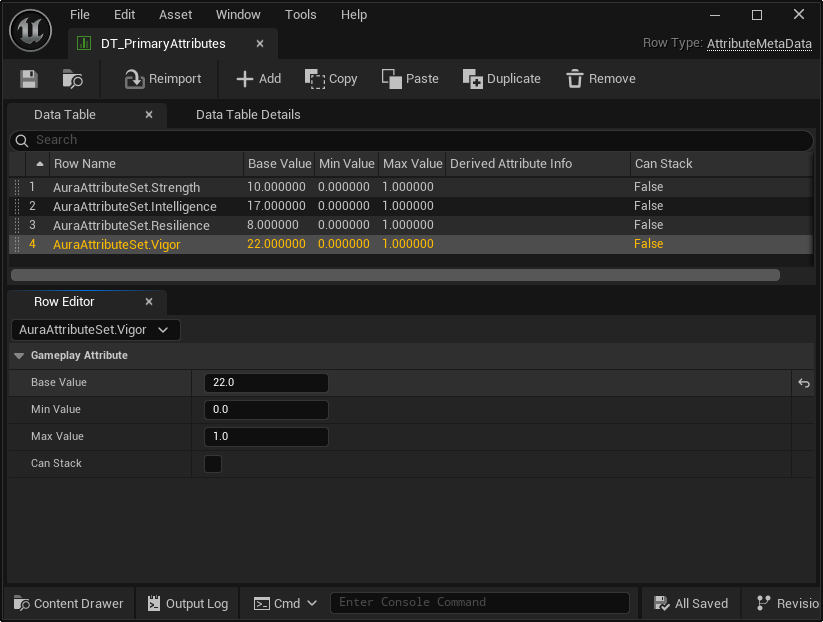 File Edit Asset Window Tools Help
DT_PrimaryAttributes
Row Type: AttributeMetaData
Reimport Add Copy Paste Duplicate Remove
Data Table Data Table Details
Search
Row Name Base Value Min Value Max Value Derived Attribute Info Can Stack
1 AuraAttributeSet.Strength 10.000000 0.000000 1.000000 False
2 AuraAttributeSet.Intelligence 17.000000 0.000000 1.000000 False
3 AuraAttributeSet.Resilience 8.000000 0.000000 1.000000 False
4 AuraAttributeSet.Vigor 22.000000 0.000000 1.000000 False
Row Editor
AuraAttributeSet.Vigor
Gameplay Attribute
Base Value 22.0
Min Value 0.0
Max Value 1.0
Can Stack
Content Drawer Output Log Cmd Enter Console Command All Saved Revisio